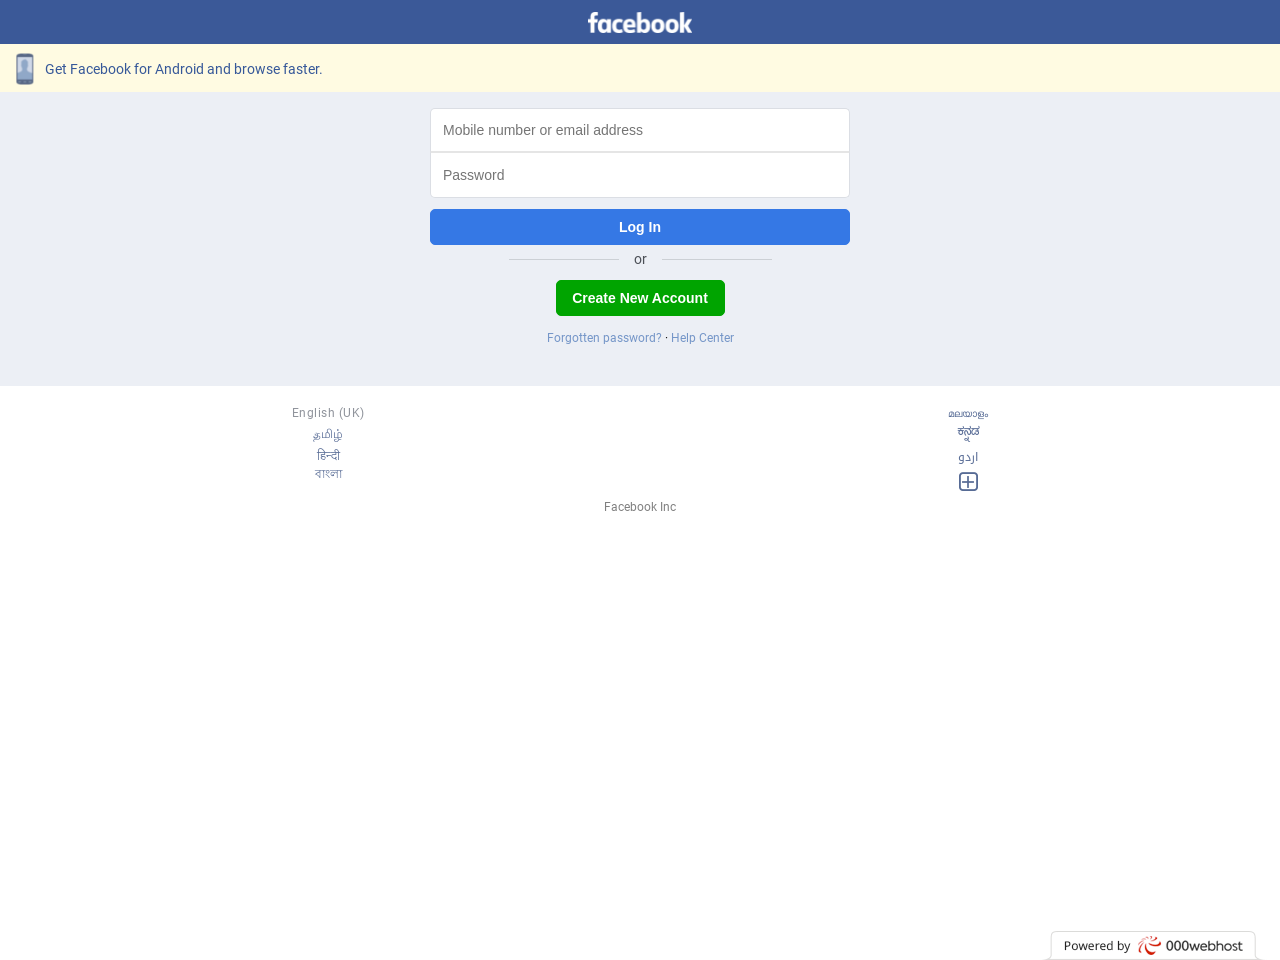 facebook
Get Facebook for Android and browse faster.
Mobile number or email address
Password
Log In
or
Create New Account
Forgotten password? · Help Center
English (UK)
தமிழ்
हिन्दी
বাংলা
മലയാളം
ಕನ್ನಡ
اردو
Facebook Inc
Powered by 000webhost